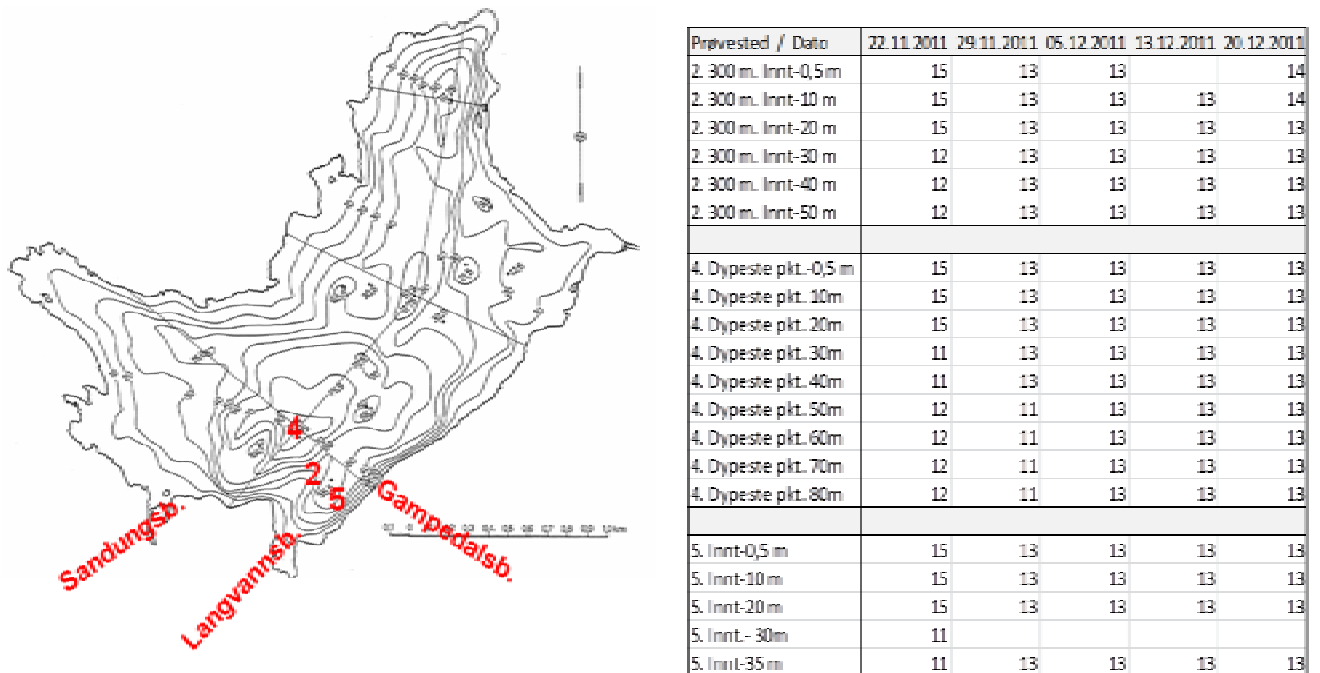 4
2
5
Sandungsb.
Langvannsb.
Gampedalsb.
Prøvested / Dato 22.11.2011 29.11.2011 05.12.2011 13.12.2011 20.12.2011
2. 300 m. Innt-0,5 m 15 13 13 14
2. 300 m. Innt-10 m 15 13 13 13 14
2. 300 m. Innt-20 m 15 13 13 13 13
2. 300 m. Innt-30 m 12 13 13 13 13
2. 300 m. Innt-40 m 12 13 13 13 13
2. 300 m. Innt-50 m 12 13 13 13 13
4. Dypeste pkt.-0,5 m 15 13 13 13 13
4. Dypeste pkt.10m 15 13 13 13 13
4. Dypeste pkt.20m 15 13 13 13 13
4. Dypeste pkt.30m 11 13 13 13 13
4. Dypeste pkt.40m 11 13 13 13 13
4. Dypeste pkt.50m 12 11 13 13 13
4. Dypeste pkt.60m 12 11 13 13 13
4. Dypeste pkt.70m 12 11 13 13 13
4. Dypeste pkt.80m 12 11 13 13 13
5. Innt-0,5 m 15 13 13 13 13
5. Innt-10 m 15 13 13 13 13
5. Innt-20 m 15 13 13 13 13
5. Innt.- 30m 11
5. Innt-35 m 11 13 13 13 13